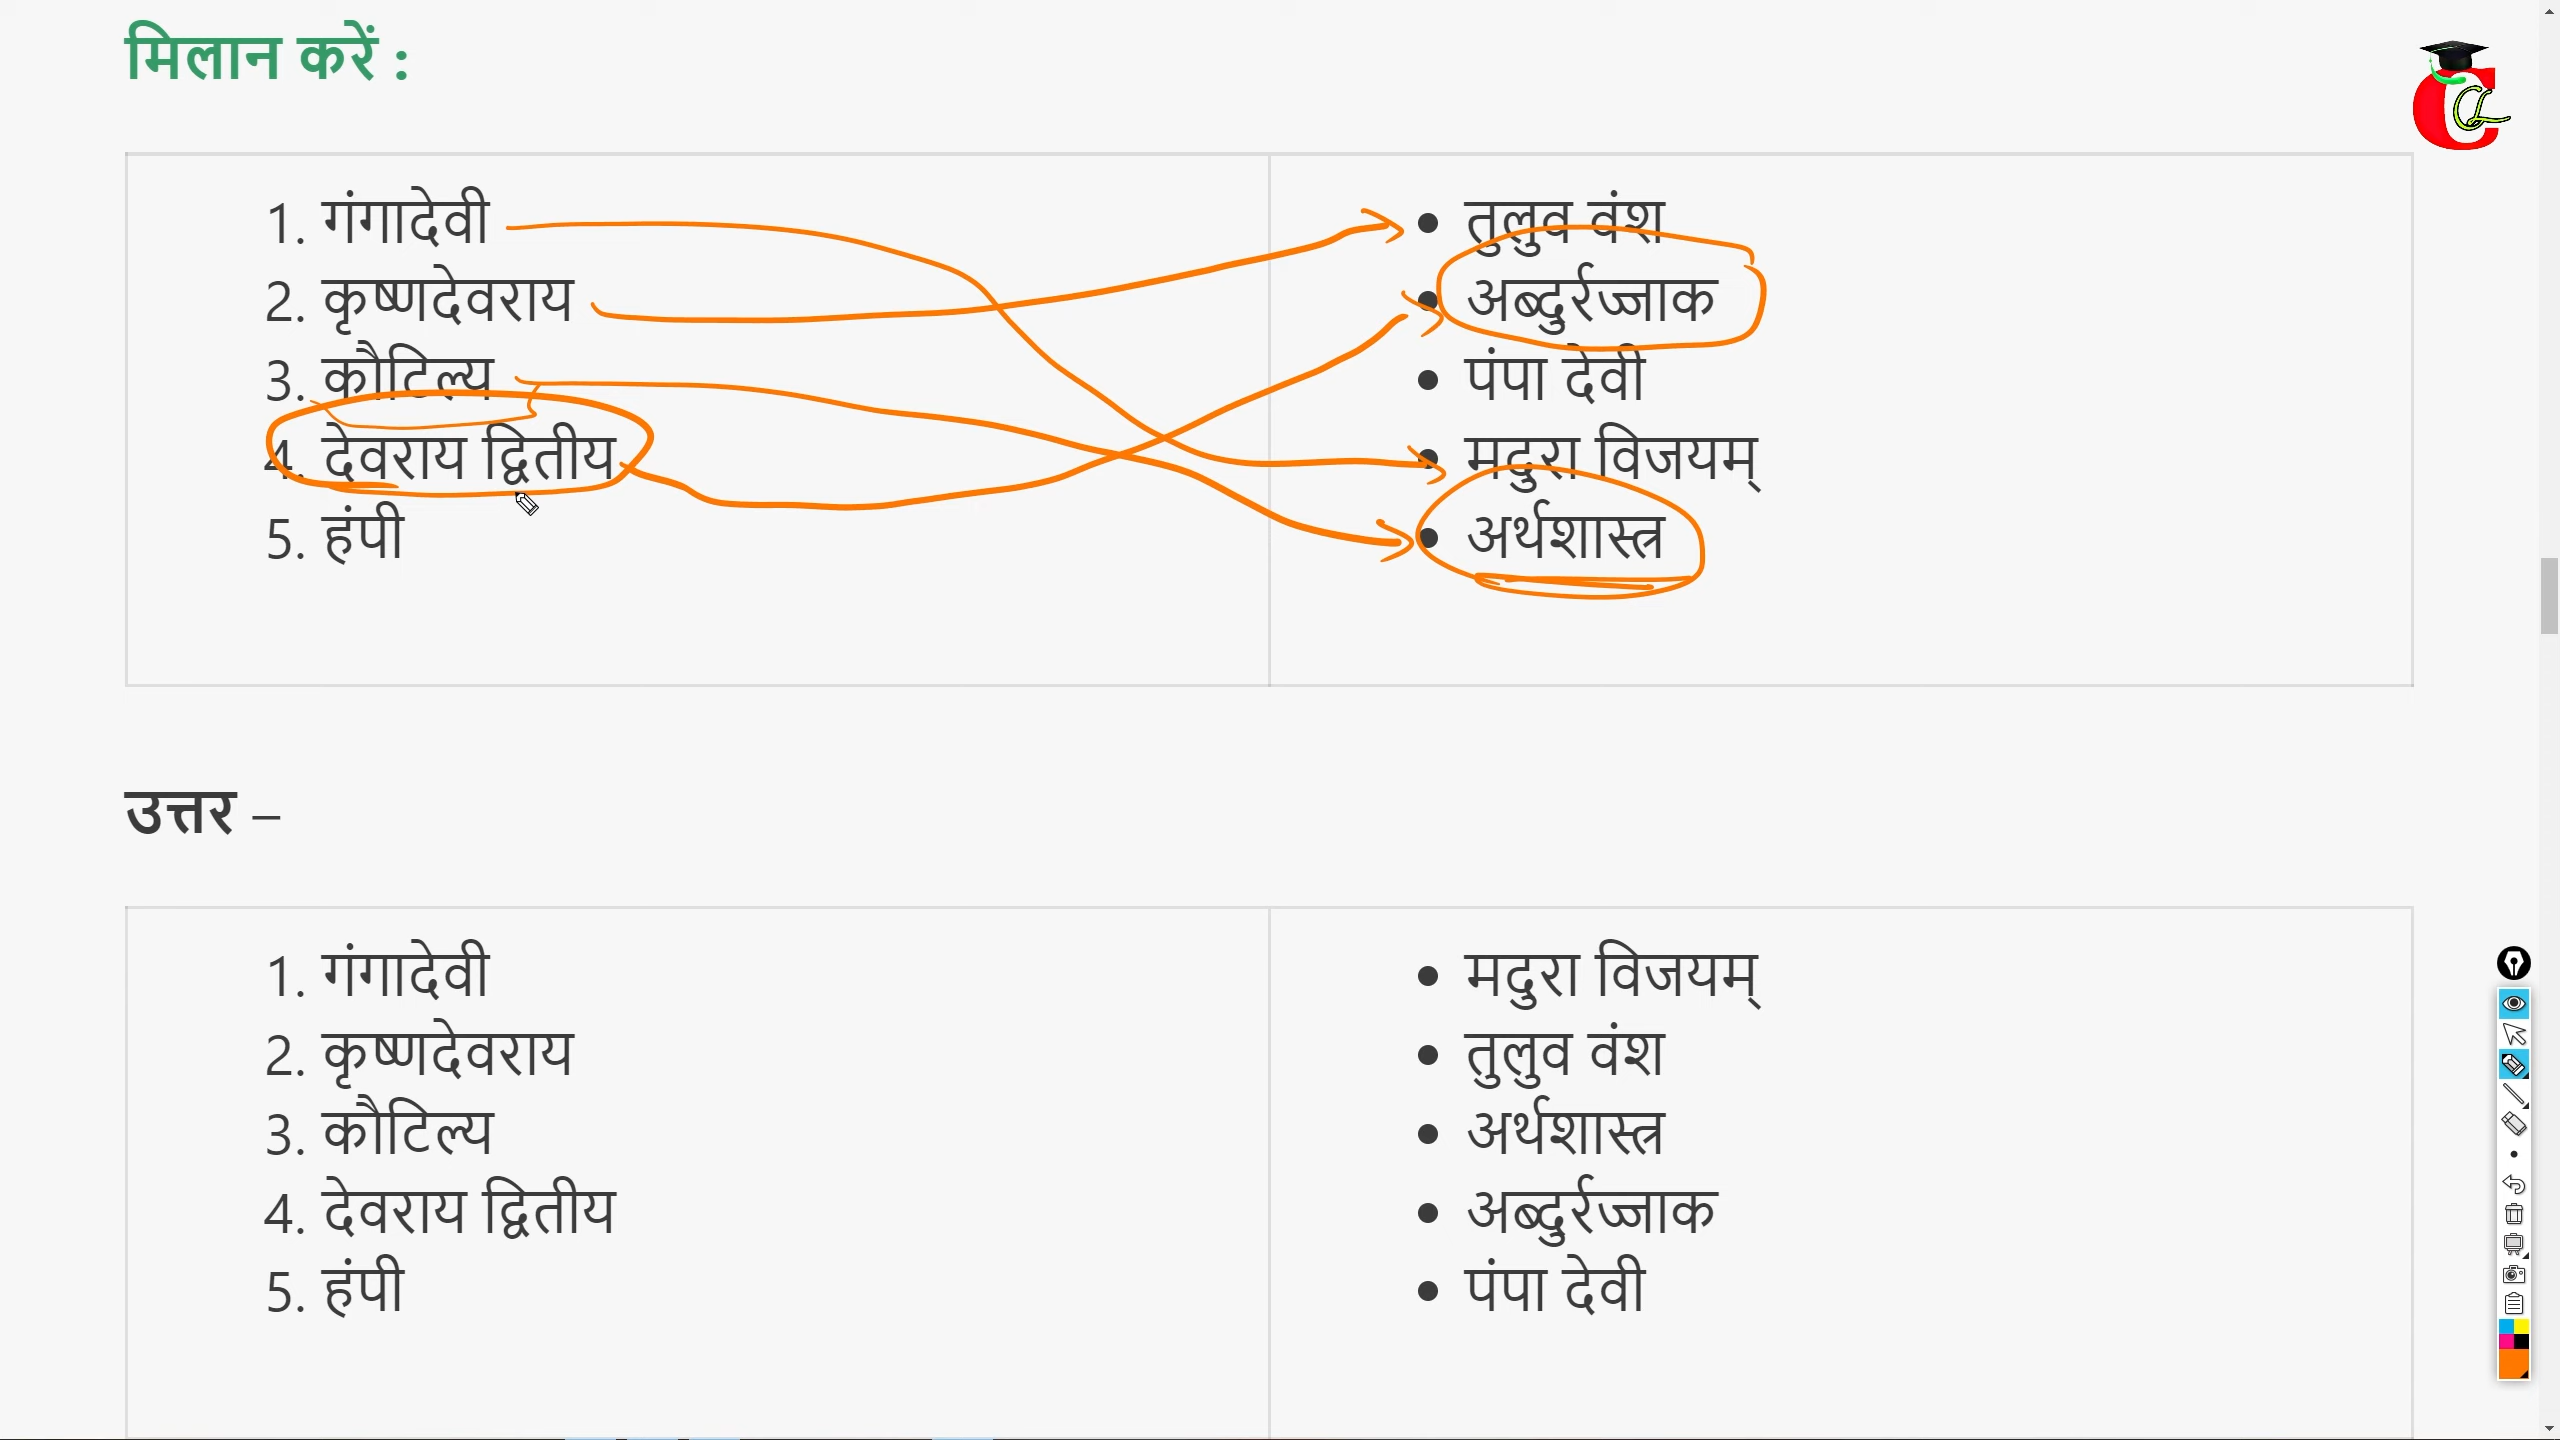 मिलान करें :
1. गंगादेवी
2. कृष्णदेवराय
3. कौटिल्य
4. देवराय द्वितीय
5. हंपी
• तुलुव वंश
• अब्दुर्रज्जाक
• पंपा देवी
• मदुरा विजयम्
• अर्थशास्त्र
उत्तर –
1. गंगादेवी
2. कृष्णदेवराय
3. कौटिल्य
4. देवराय द्वितीय
5. हंपी
• मदुरा विजयम्
• तुलुव वंश
• अर्थशास्त्र
• अब्दुर्रज्जाक
• पंपा देवी